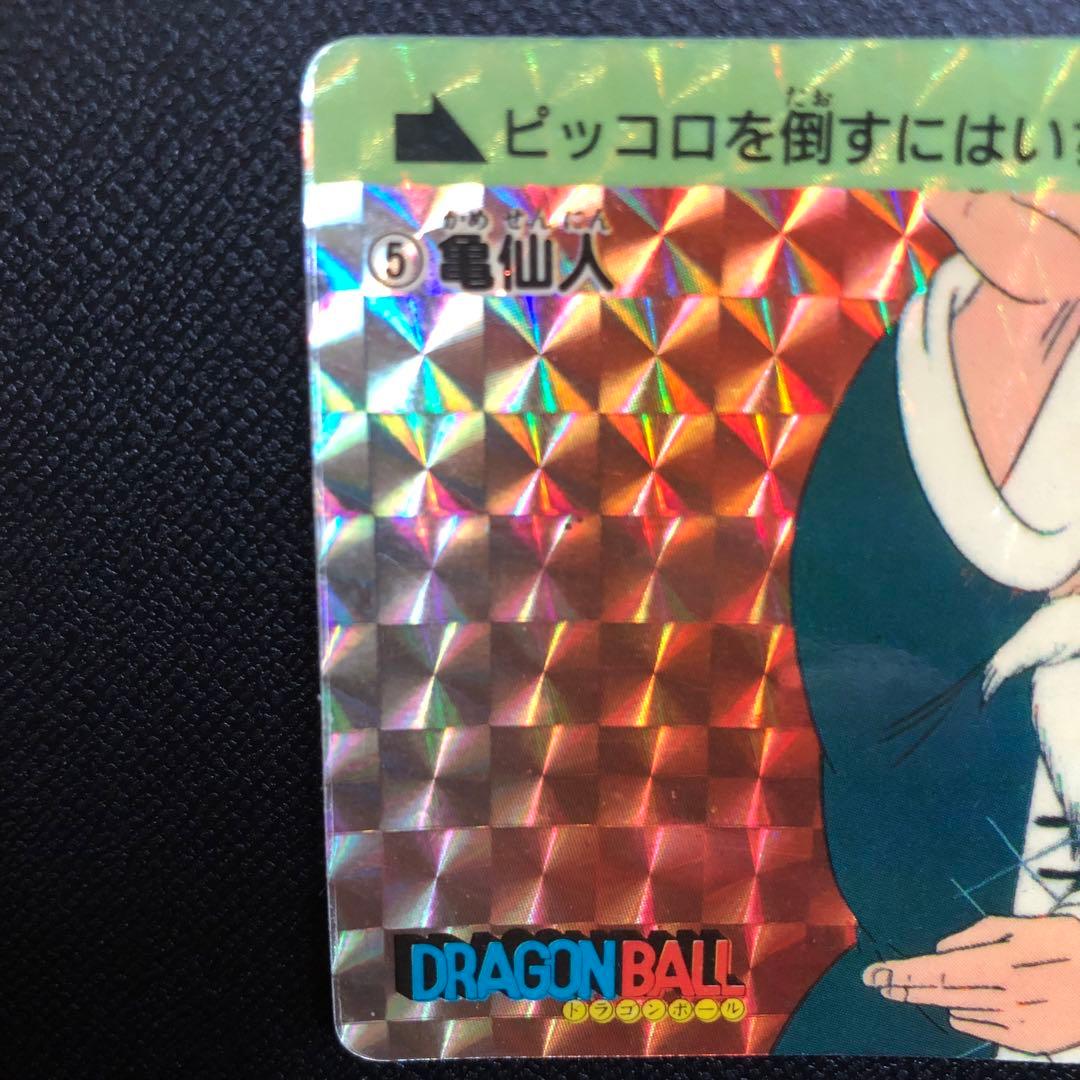 たお
ピッコロを倒すにはいち
かめせんにん
⑤亀仙人
DRAGON BALL
ドラゴンボール